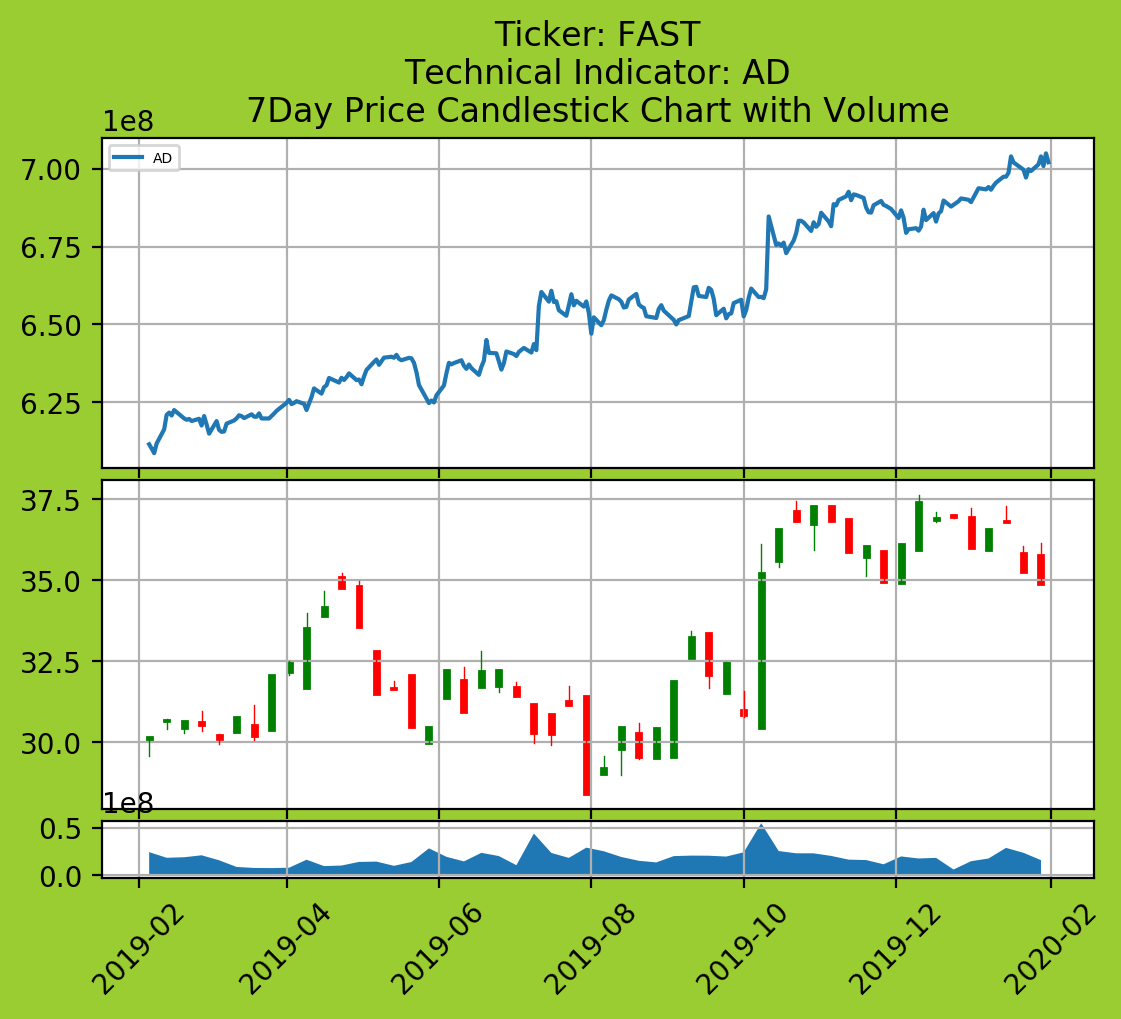 Ticker: FAST
Technical Indicator: AD
7Day Price Candlestick Chart with Volume
1e8
AD
7.00
6.75
6.50
6.25
37.5
35.0
32.5
30.0
1e8
0.5
0.0
2019-02
2019-04
2019-06
2019-08
2019-10
2019-12
2020-02